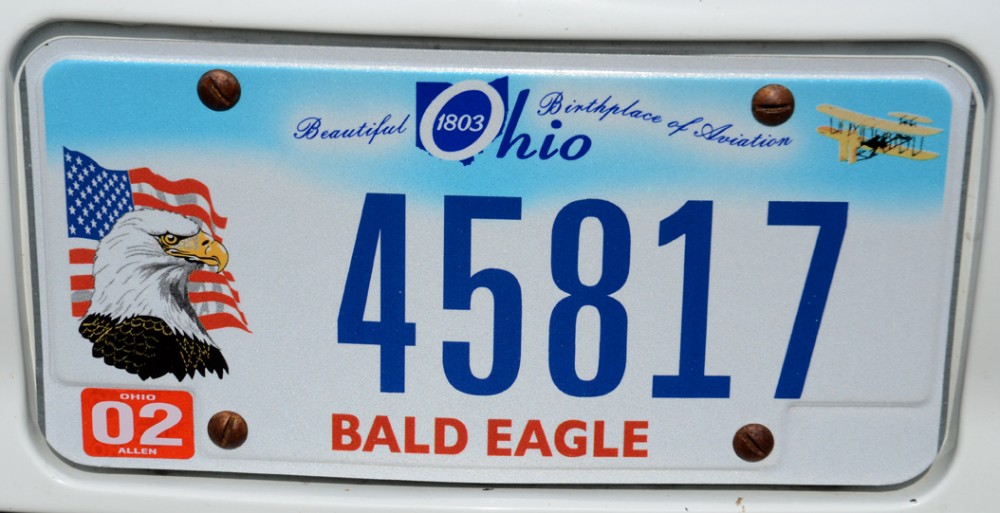 Beautiful Ohio Birthplace of Aviation
1803
45817
BALD EAGLE
OHIO
02
ALLEN